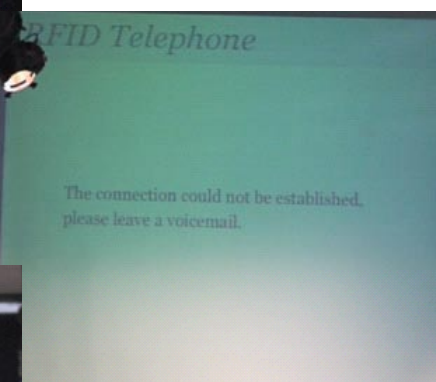 RFID Telephone
The connection could not be established,
please leave a voicemail.